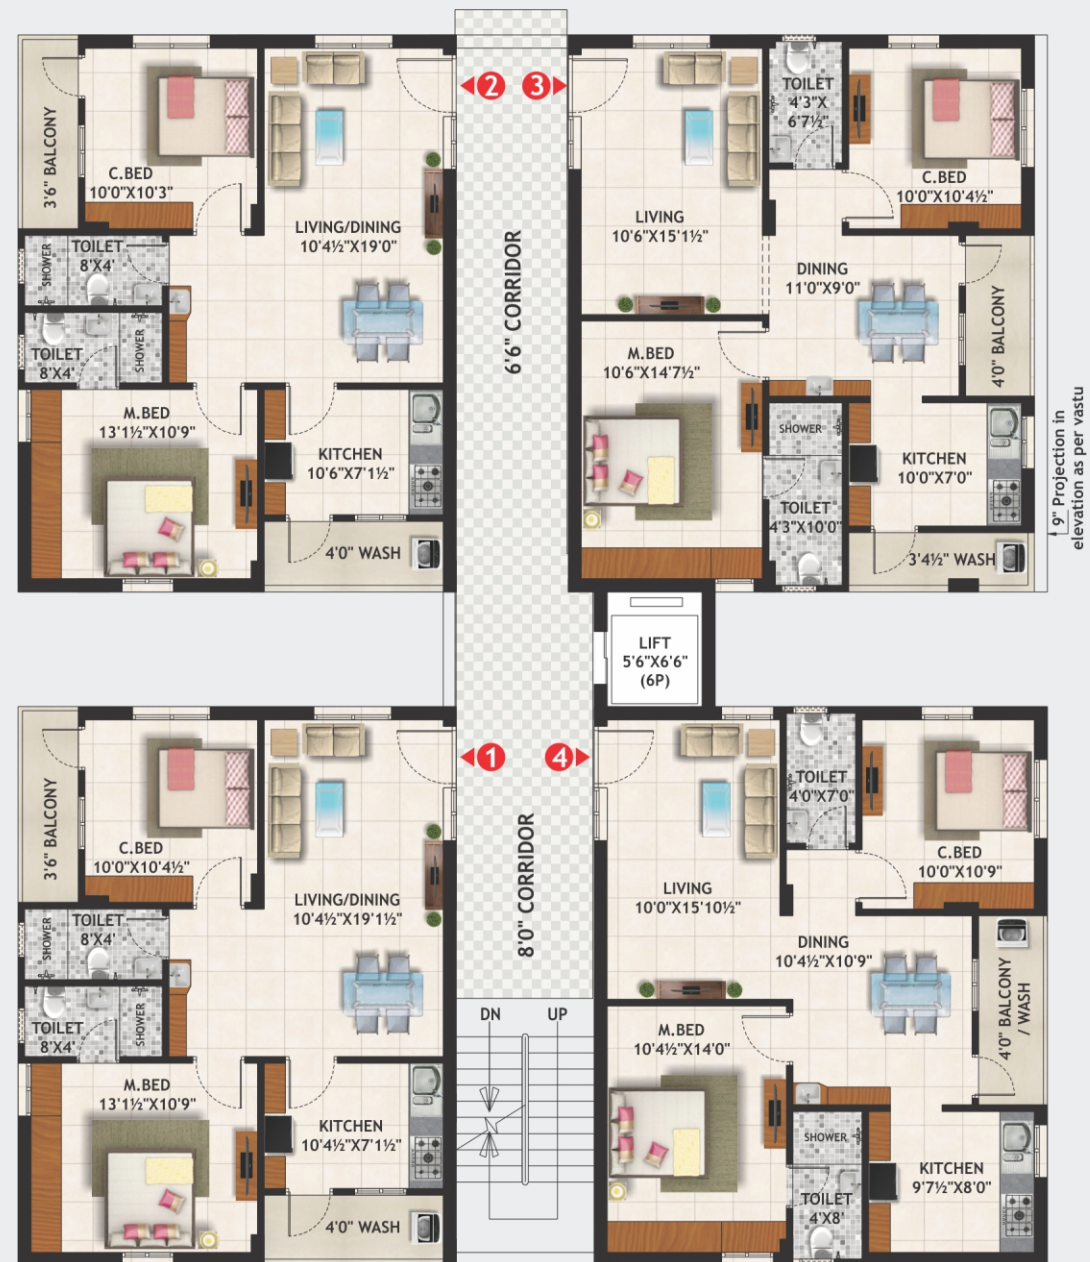 2
3
3'6" BALCONY
C.BED
10'0"X10'3"
LIVING/DINING
10'4½"X19'0"
SHOWER
TOILET
8'X4'
TOILET
8'X4'
SHOWER
M.BED
13'1½"X10'9"
KITCHEN
10'6"X7'1½"
4'0" WASH
6'6" CORRIDOR
LIVING
10'6"X15'1½"
TOILET
4'3"X
6'7½"
C.BED
10'0"X10'4½"
DINING
11'0"X9'0"
4'0" BALCONY
M.BED
10'6"X14'7½"
SHOWER
TOILET
4'3"X10'0"
KITCHEN
10'0"X7'0"
3'4½" WASH
9" Projection in
elevation as per vastu
LIFT
5'6"X6'6"
(6P)
1
4
3'6" BALCONY
C.BED
10'0"X10'4½"
LIVING/DINING
10'4½"X19'1½"
SHOWER
TOILET
8'X4'
TOILET
8'X4'
SHOWER
M.BED
13'1½"X10'9"
KITCHEN
10'4½"X7'1½"
4'0" WASH
8'0" CORRIDOR
DN
UP
LIVING
10'0"X15'10½"
TOILET
4'0"X7'0"
C.BED
10'0"X10'9"
DINING
10'4½"X10'9"
4'0" BALCONY
/ WASH
M.BED
10'4½"X14'0"
SHOWER
TOILET
4'X8'
KITCHEN
9'7½"X8'0"